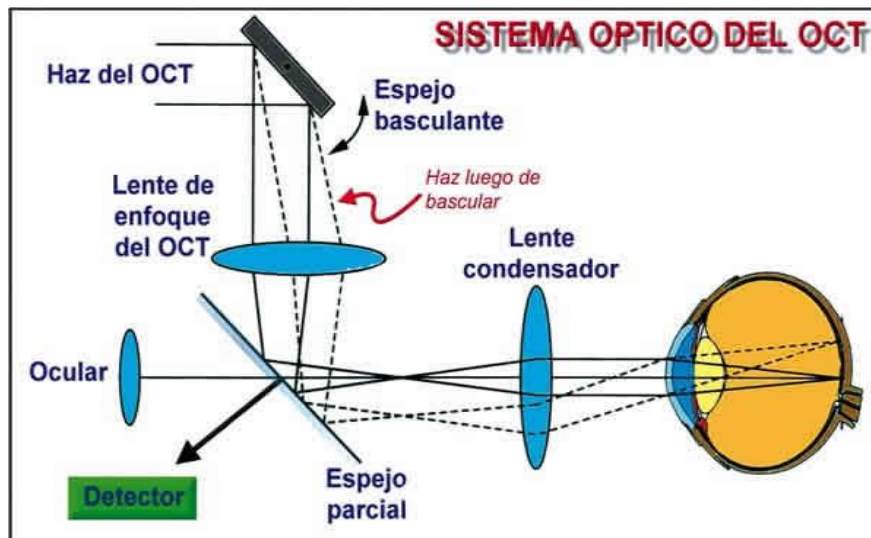 SISTEMA OPTICO DEL OCT
Haz del OCT
Espejo
basculante
Haz luego de
bascular
Lente de
enfoque
del OCT
Lente
condensador
Ocular
Detector
Espejo
parcial